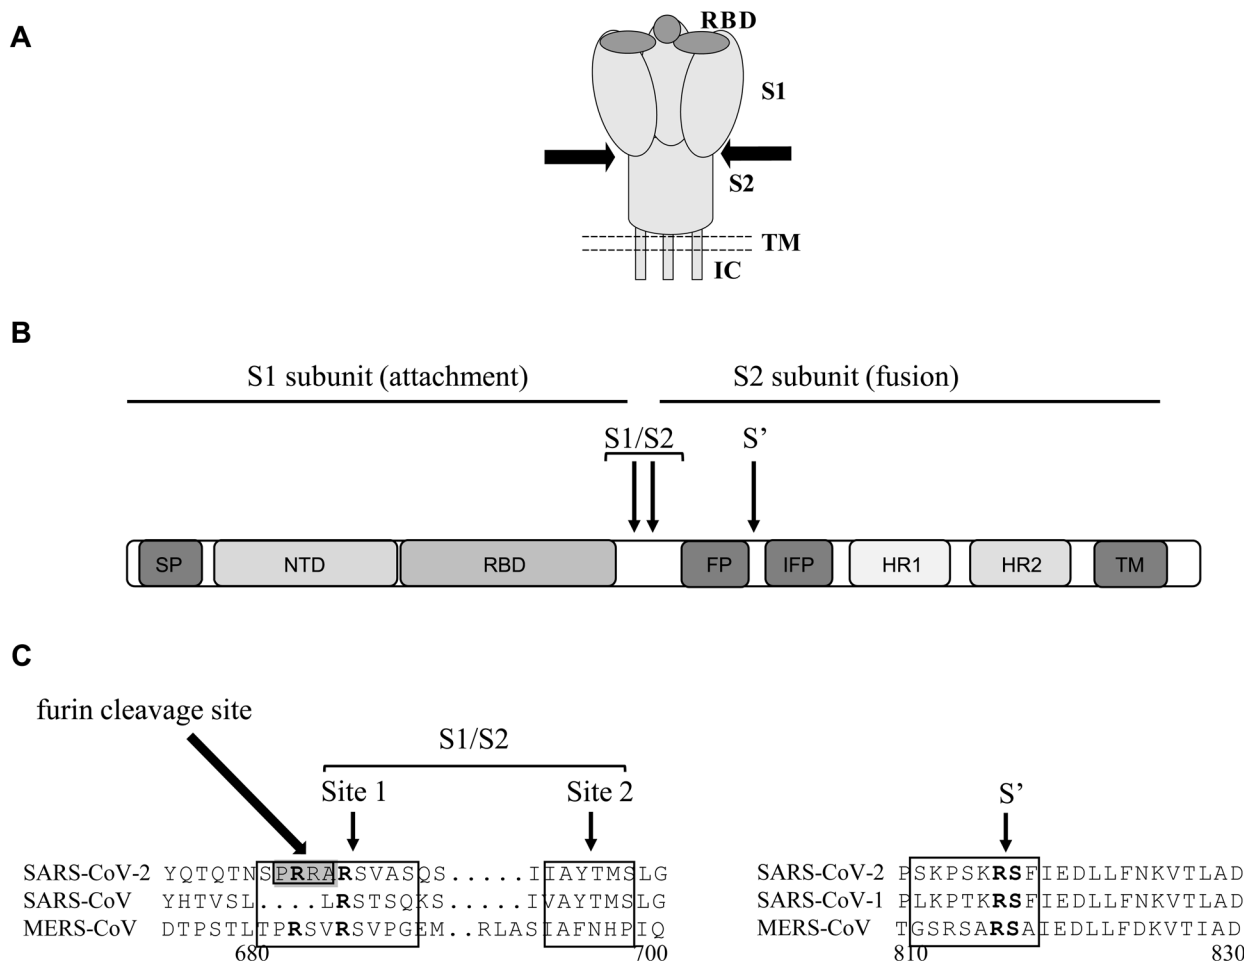 A
RBD
S1
S2
TM
IC
B
S1 subunit (attachment)
S2 subunit (fusion)
S1/S2
S’
SP
NTD
RBD
FP
IFP
HR1
HR2
TM
C
furin cleavage site
S1/S2
Site 1
Site 2
S’
SARS-CoV-2 YQTQTNSPRRARSVASQS.....IIAYTMSLG
SARS-CoV YHTVSL....LRSTSQKS.....IVAYTMSLG
MERS-CoV DTPSTLTPRSVRSVPGEM..RLASIAFNHPIQ
680 700
SARS-CoV-2 PSKPSKRSFIEDLLFNKVTLAD
SARS-CoV-1 PLKPTKRSFIEDLLFNKVTLAD
MERS-CoV TGSRSARSAIEDLLFDKVTIAD
810 830